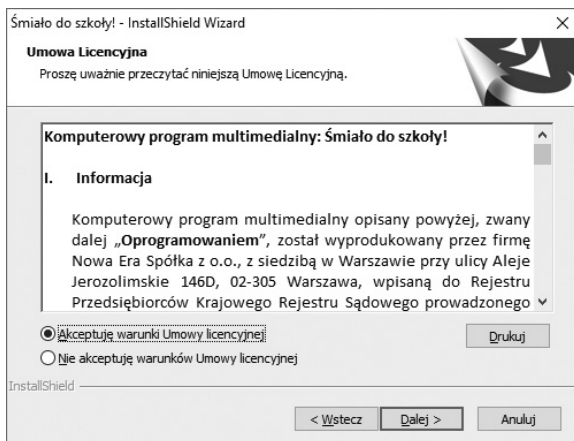 Śmiało do szkoły! - InstallShield Wizard
Umowa Licencyjna
Proszę uważnie przeczytać niniejszą Umowę Licencyjną.
Komputerowy program multimedialny: Śmiało do szkoły!
I. Informacja
Komputerowy program multimedialny opisany powyżej, zwany
dalej „Oprogramowaniem”, został wyprodukowany przez firmę
Nowa Era Spółka z o.o., z siedzibą w Warszawie przy ulicy Aleje
Jerozolimskie 146D, 02-305 Warszawa, wpisaną do Rejestru
Przedsiębiorców Krajowego Rejestru Sądowego prowadzonego
Akceptuję warunki Umowy licencyjnej
Drukuj
Nie akceptuję warunków Umowy licencyjnej
InstallShield
< Wstecz
Dalej >
Anuluj